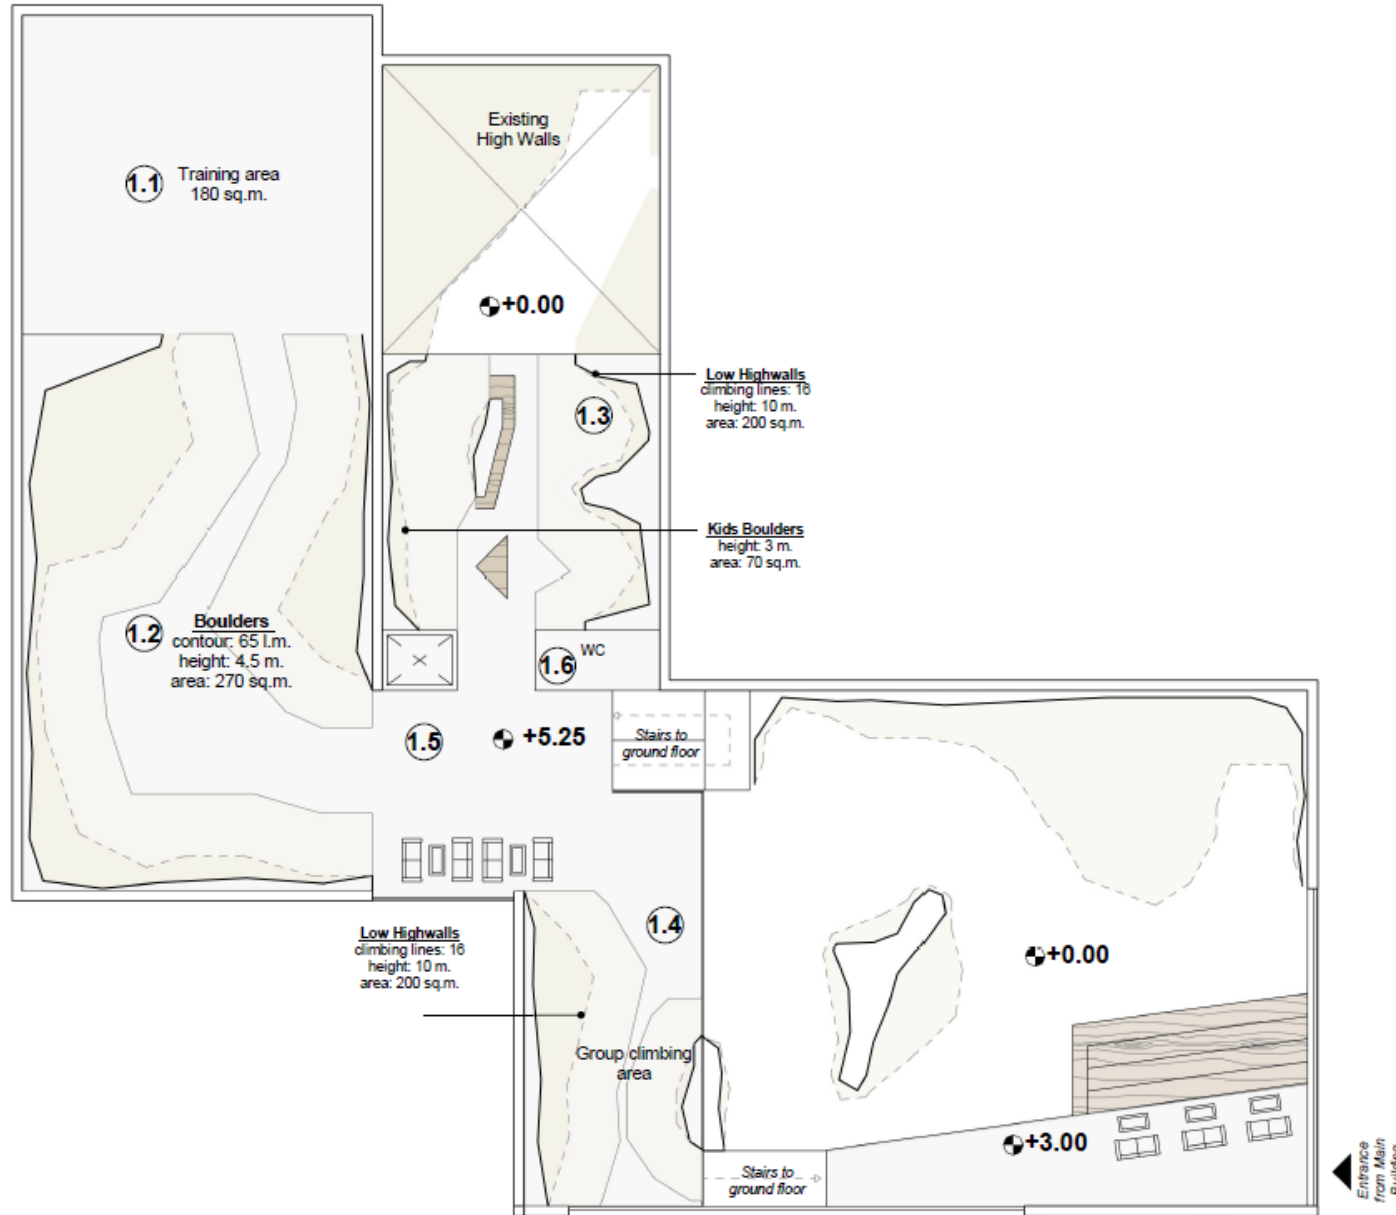 Existing
High Walls
1.1
Training area
180 sq.m.
+0.00
Low Highwalls
climbing lines: 16
height: 10 m.
area: 200 sq.m.
1.3
Kids Boulders
height: 3 m.
area: 70 sq.m.
1.2
Boulders
contour: 65 l.m.
height: 4.5 m.
area: 270 sq.m.
1.6
WC
1.5
+5.25
Stairs to
ground floor
1.4
Low Highwalls
climbing lines: 16
height: 10 m.
area: 200 sq.m.
+0.00
Group climbing
area
+3.00
Stairs to
ground floor
Entrance
from Main
Building